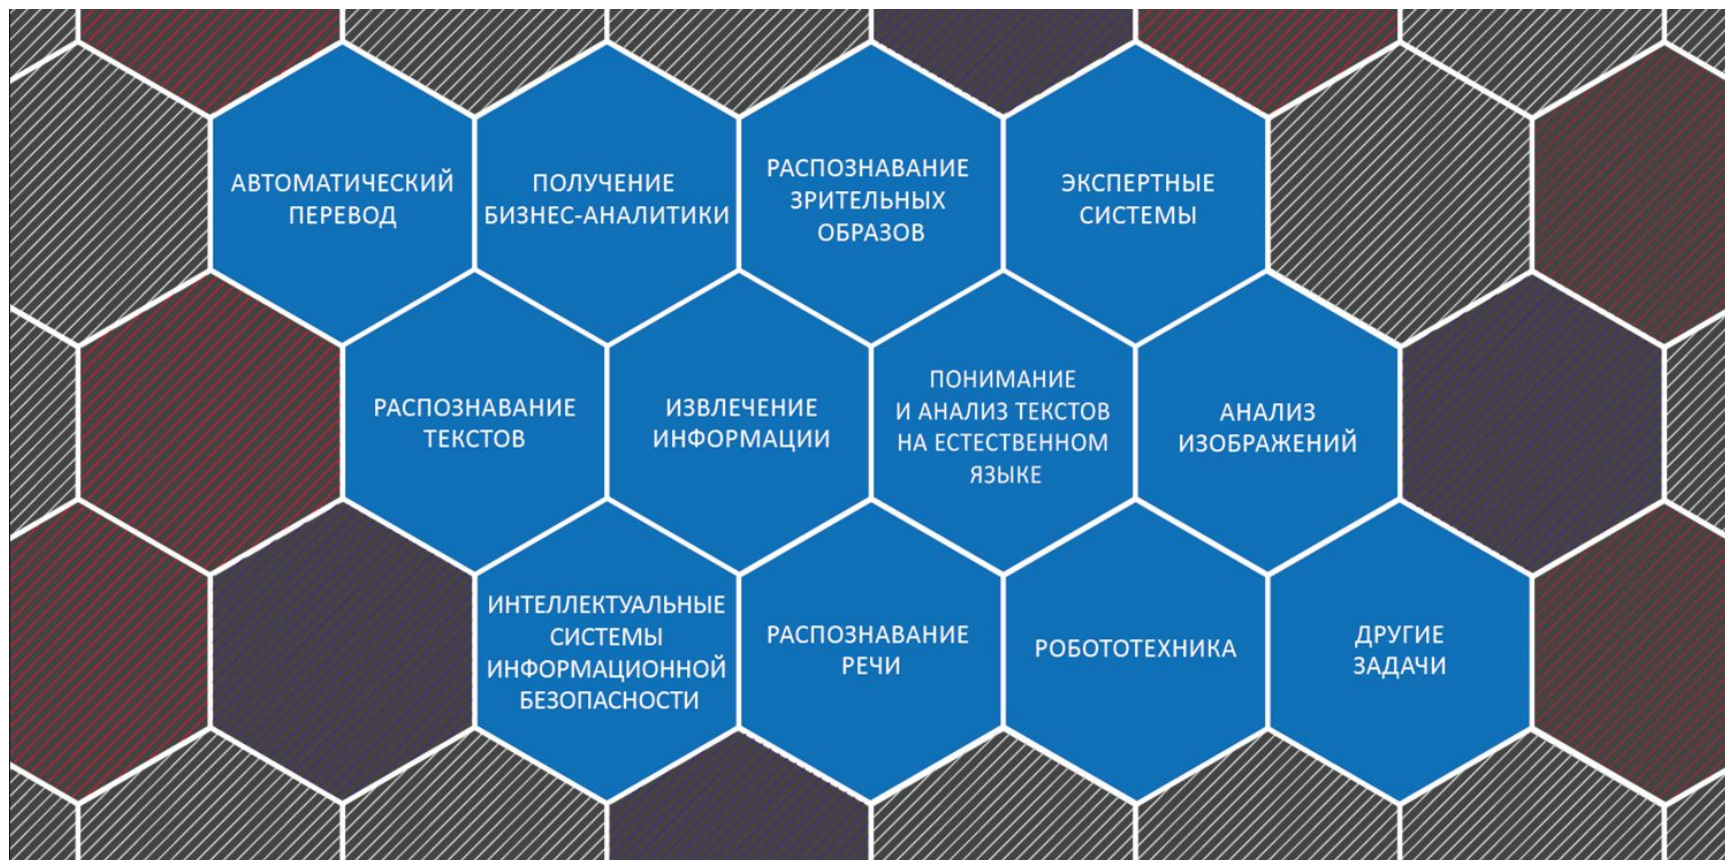 АВТОМАТИЧЕСКИЙ
ПЕРЕВОД
ПОЛУЧЕНИЕ
БИЗНЕС-АНАЛИТИКИ
РАСПОЗНАВАНИЕ
ЗРИТЕЛЬНЫХ
ОБРАЗОВ
ЭКСПЕРТНЫЕ
СИСТЕМЫ
РАСПОЗНАВАНИЕ
ТЕКСТОВ
ИЗВЛЕЧЕНИЕ
ИНФОРМАЦИИ
ПОНИМАНИЕ
И АНАЛИЗ ТЕКСТОВ
НА ЕСТЕСТВЕННОМ
ЯЗЫКЕ
АНАЛИЗ
ИЗОБРАЖЕНИЙ
ИНТЕЛЛЕКТУАЛЬНЫЕ
СИСТЕМЫ
ИНФОРМАЦИОННОЙ
БЕЗОПАСНОСТИ
РАСПОЗНАВАНИЕ
РЕЧИ
РОБОТОТЕХНИКА
ДРУГИЕ
ЗАДАЧИ